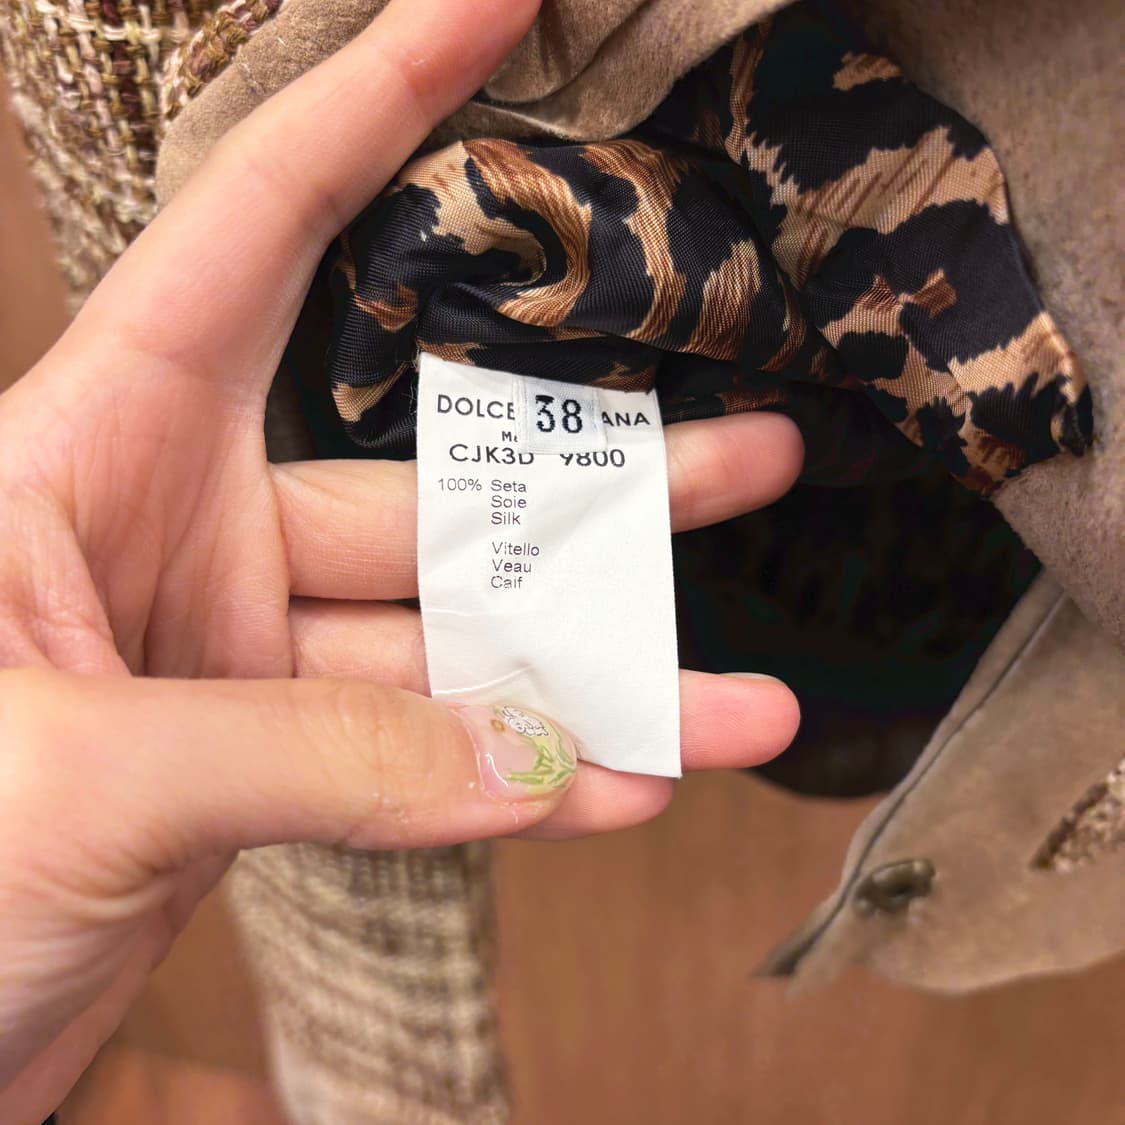 DOLCE 38 ANA
CJK3D 9800
100% Seta
Soie
Silk
Vitello
Veau
Calf